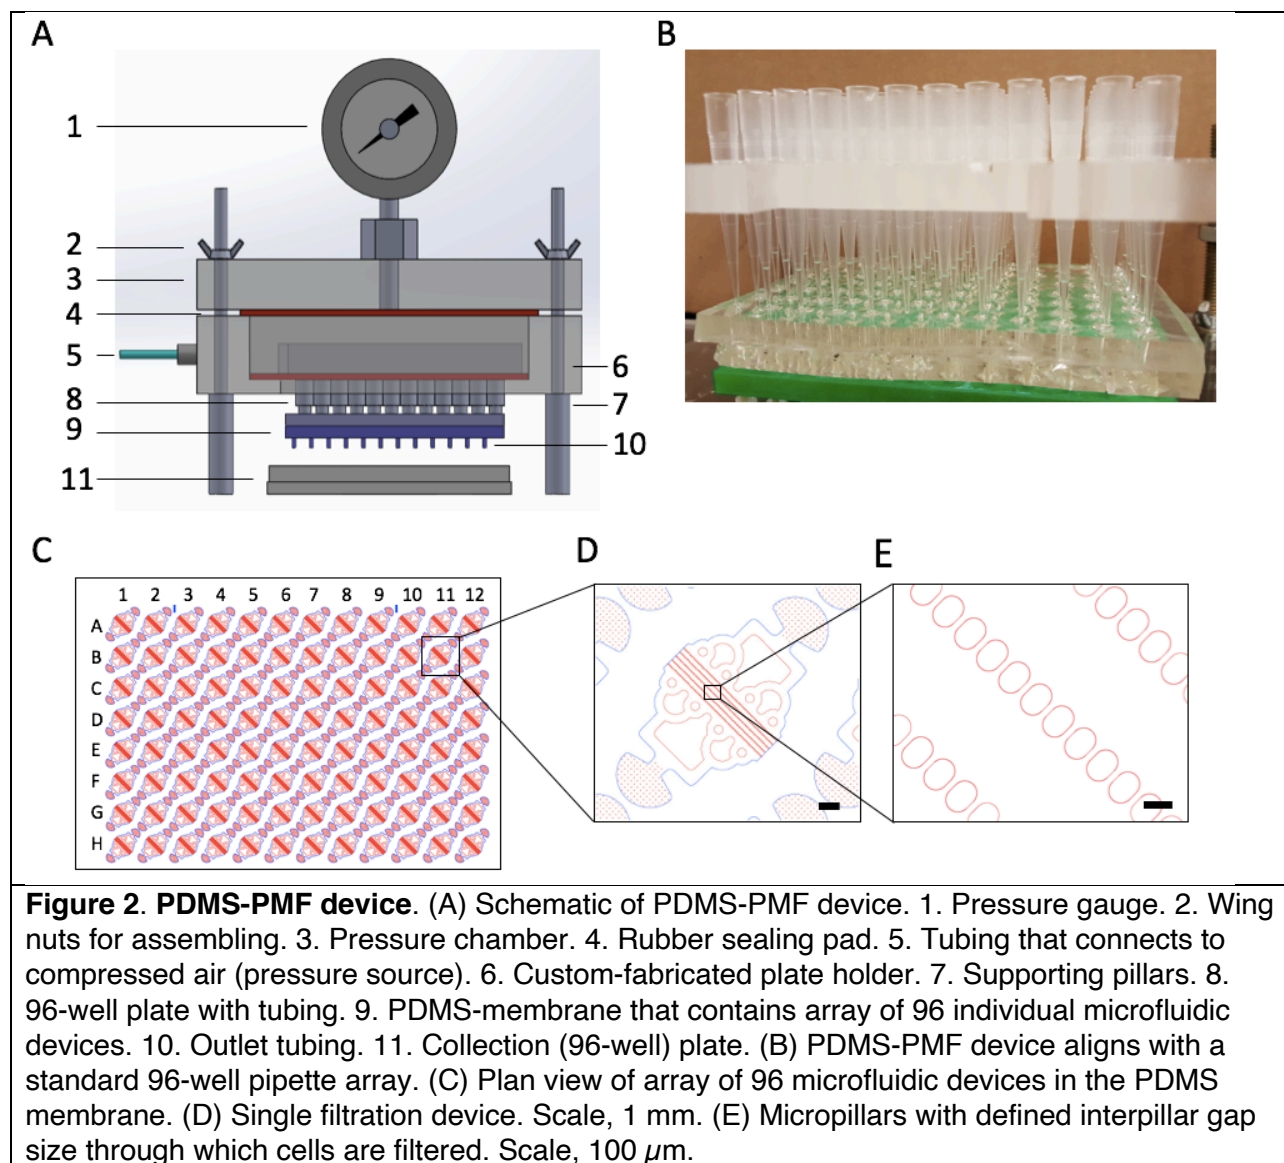 A
B
1
2
3
4
5
6
7
8
9
10
11
C
D
E
1 2 3 4 5 6 7 8 9 10 11 12
A
B
C
D
E
F
G
H
Figure 2. PDMS-PMF device. (A) Schematic of PDMS-PMF device. 1. Pressure gauge. 2. Wing
nuts for assembling. 3. Pressure chamber. 4. Rubber sealing pad. 5. Tubing that connects to
compressed air (pressure source). 6. Custom-fabricated plate holder. 7. Supporting pillars. 8.
96-well plate with tubing. 9. PDMS-membrane that contains array of 96 individual microfluidic
devices. 10. Outlet tubing. 11. Collection (96-well) plate. (B) PDMS-PMF device aligns with a
standard 96-well pipette array. (C) Plan view of array of 96 microfluidic devices in the PDMS
membrane. (D) Single filtration device. Scale, 1 mm. (E) Micropillars with defined interpillar gap
size through which cells are filtered. Scale, 100 µm.